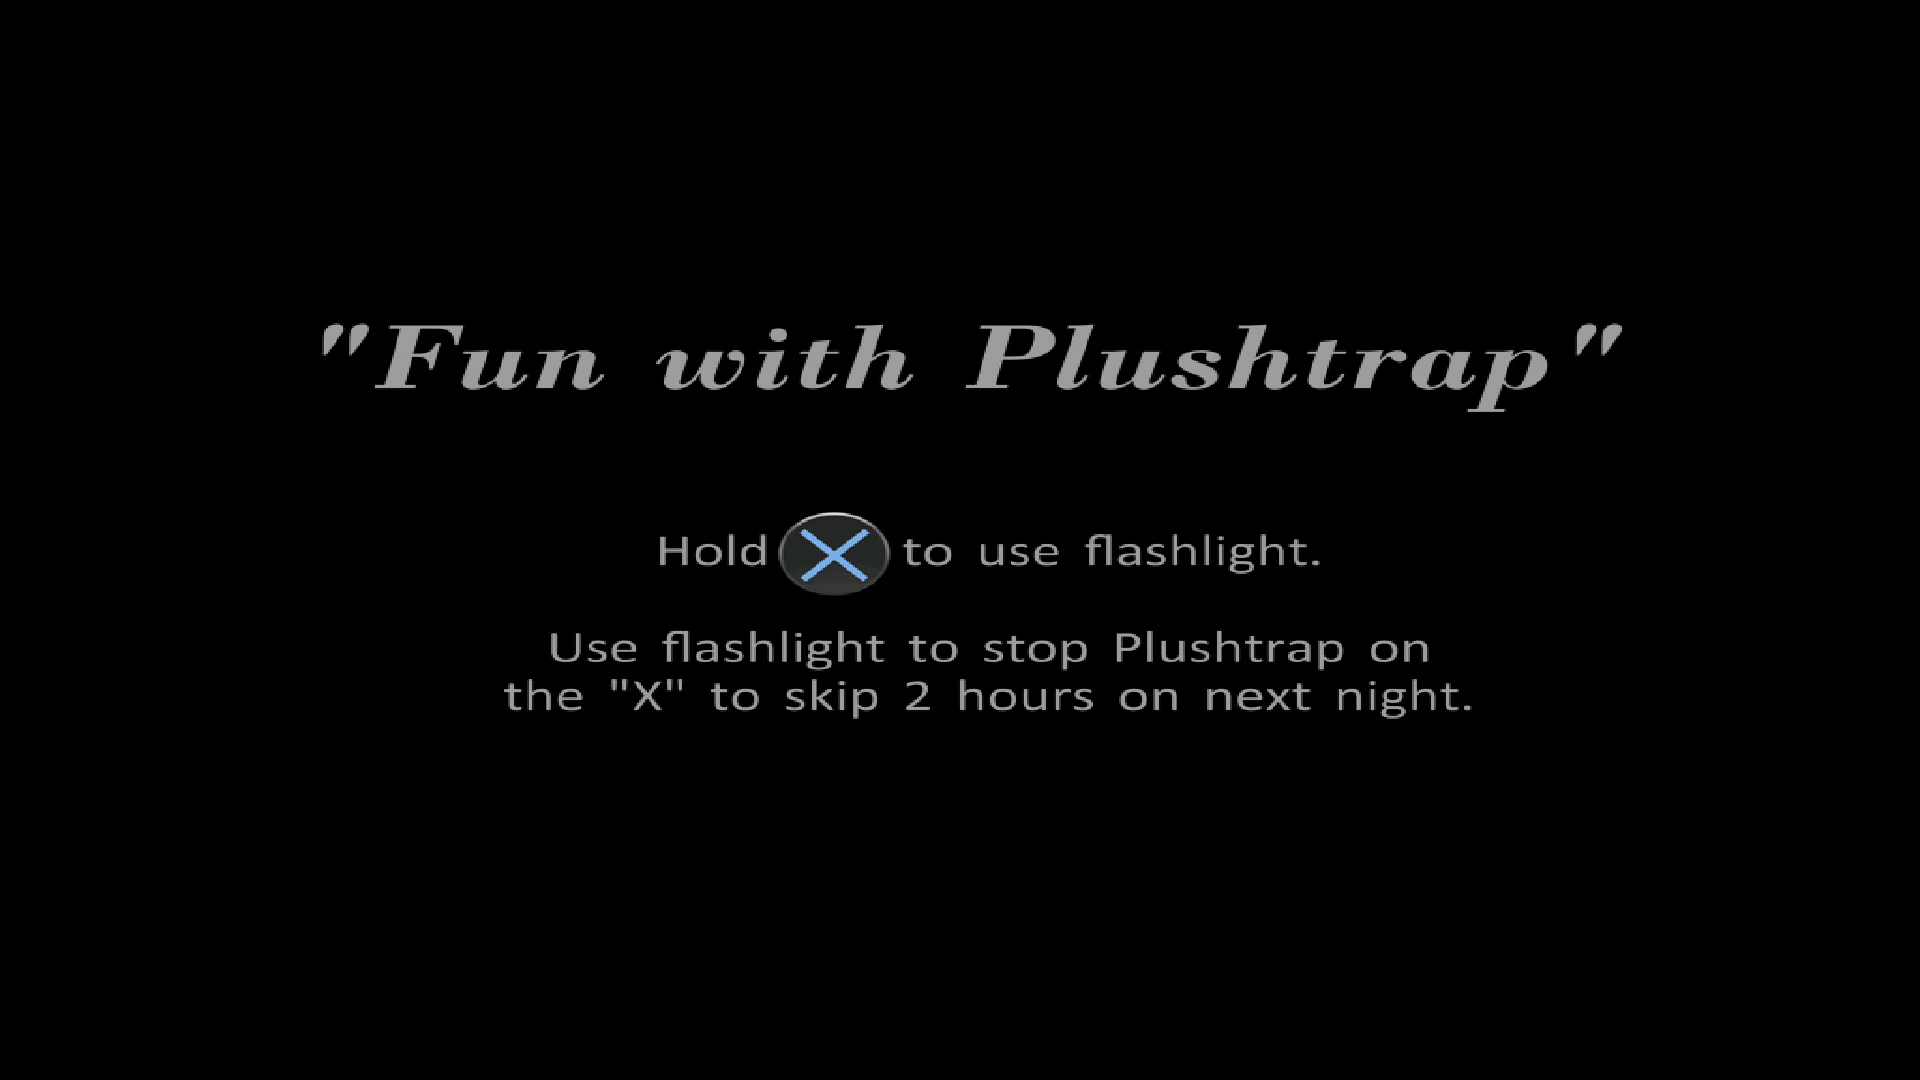 "Fun with Plushtrap"
Hold X to use flashlight.
Use flashlight to stop Plushtrap on
the "X" to skip 2 hours on next night.